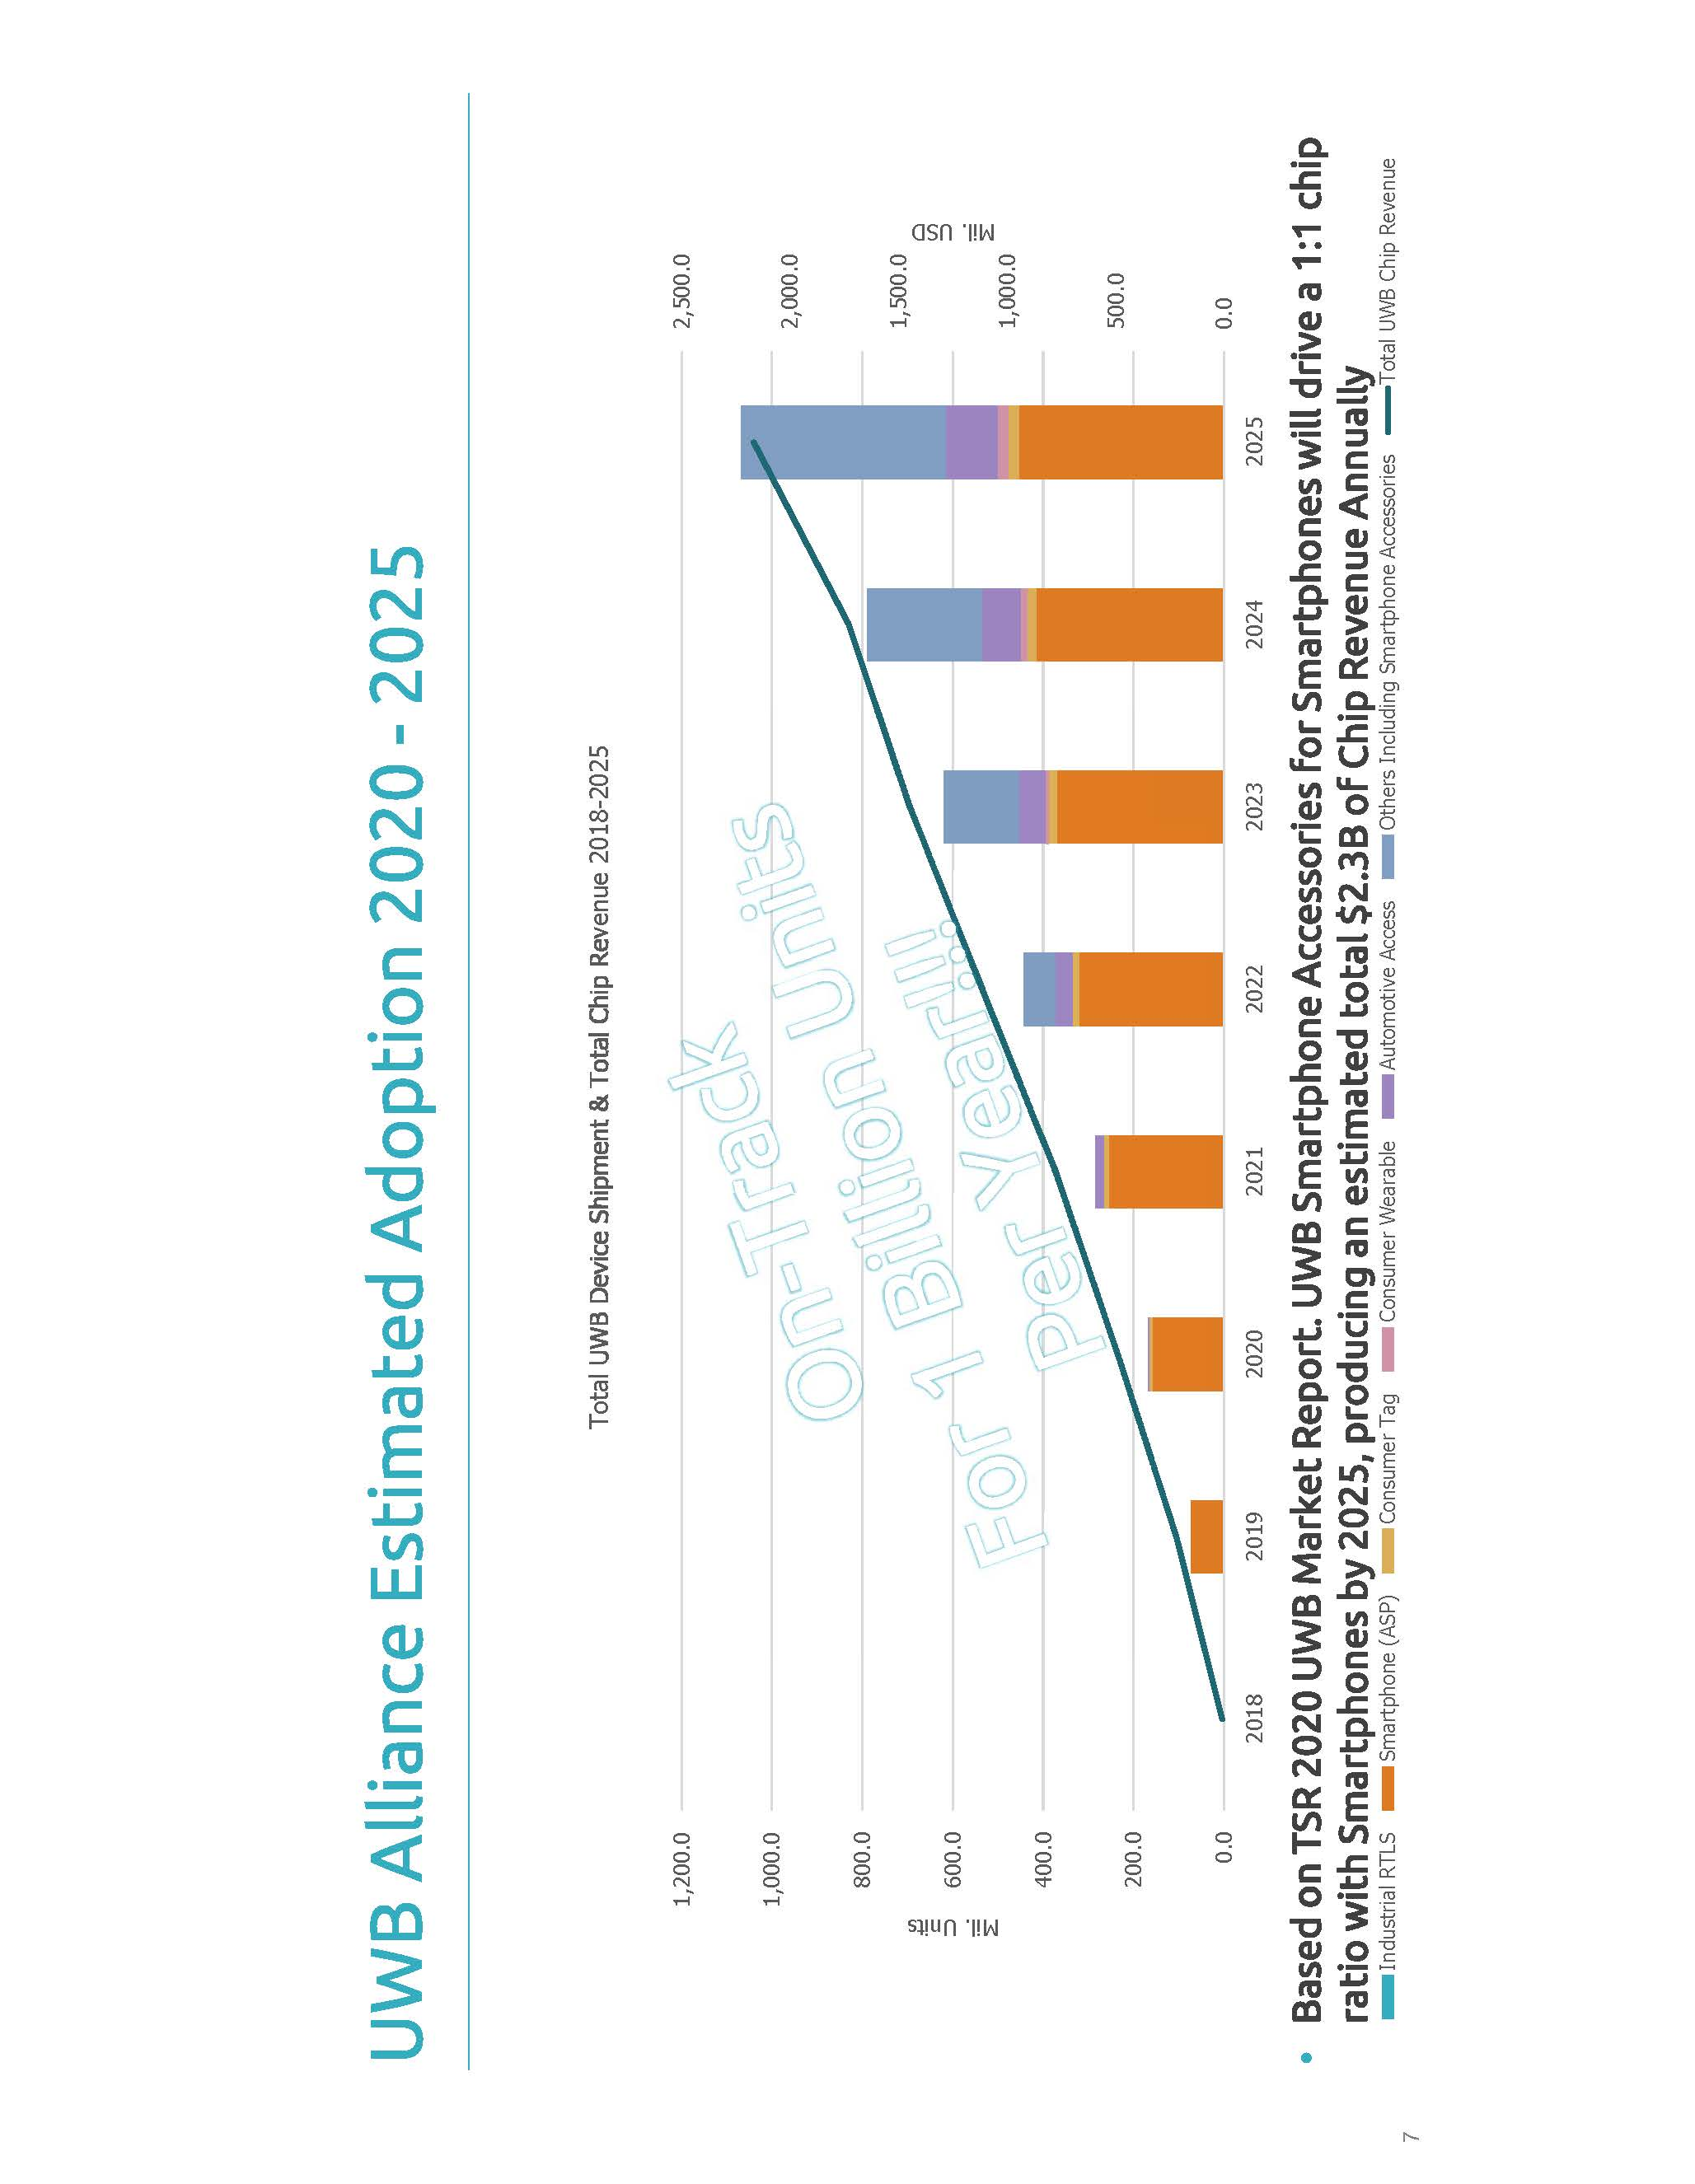 UWB Alliance Estimated Adoption 2020 - 2025
Total UWB Device Shipment & Total Chip Revenue 2018-2025
1,200.0
1,000.0
800.0
600.0
400.0
200.0
0.0
Mil. Units
2,500.0
2,000.0
1,500.0
1,000.0
500.0
0.0
Mil. USD
On-Track
For 1 Billion Units
Per Year!!!
2018 2019 2020 2021 2022 2023 2024 2025
• Based on TSR 2020 UWB Market Report. UWB Smartphone Accessories for Smartphones will drive a 1:1 chip
ratio with Smartphones by 2025, producing an estimated total $2.3B of Chip Revenue Annually
Industrial RTLS Smartphone (ASP) Consumer Tag Consumer Wearable Automotive Access Others Including Smartphone Accessories Total UWB Chip Revenue
7